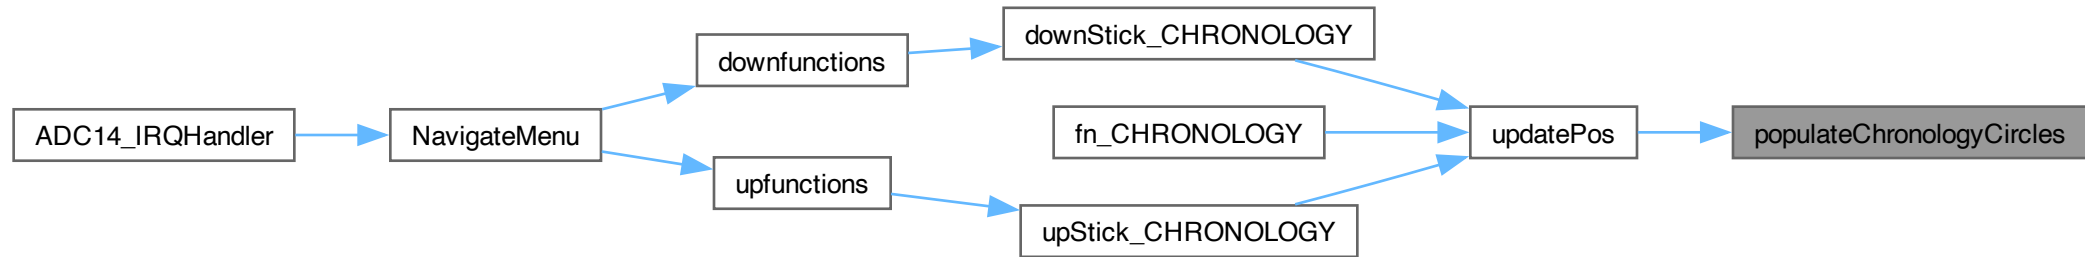 ADC14_IRQHandler
NavigateMenu
downfunctions
upfunctions
downStick_CHRONOLOGY
fn_CHRONOLOGY
upStick_CHRONOLOGY
updatePos
populateChronologyCircles